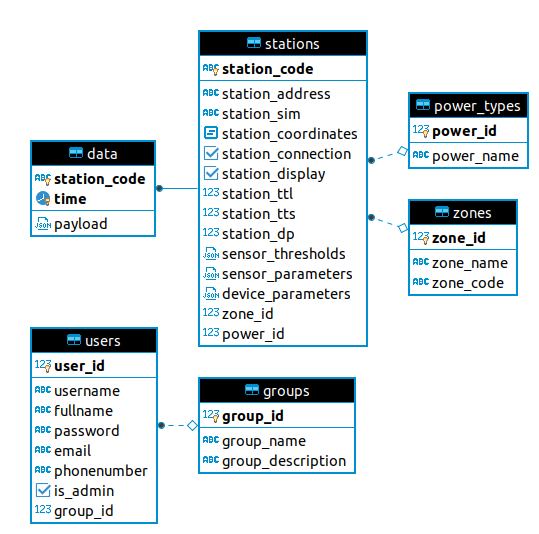 stations
station_code
station_address
station_sim
station_coordinates
station_connection
station_display
station_ttl
station_tts
station_dp
sensor_thresholds
sensor_parameters
device_parameters
zone_id
power_id
power_types
power_id
power_name
data
station_code
time
payload
zones
zone_id
zone_name
zone_code
users
user_id
username
fullname
password
email
phonenumber
is_admin
group_id
groups
group_id
group_name
group_description